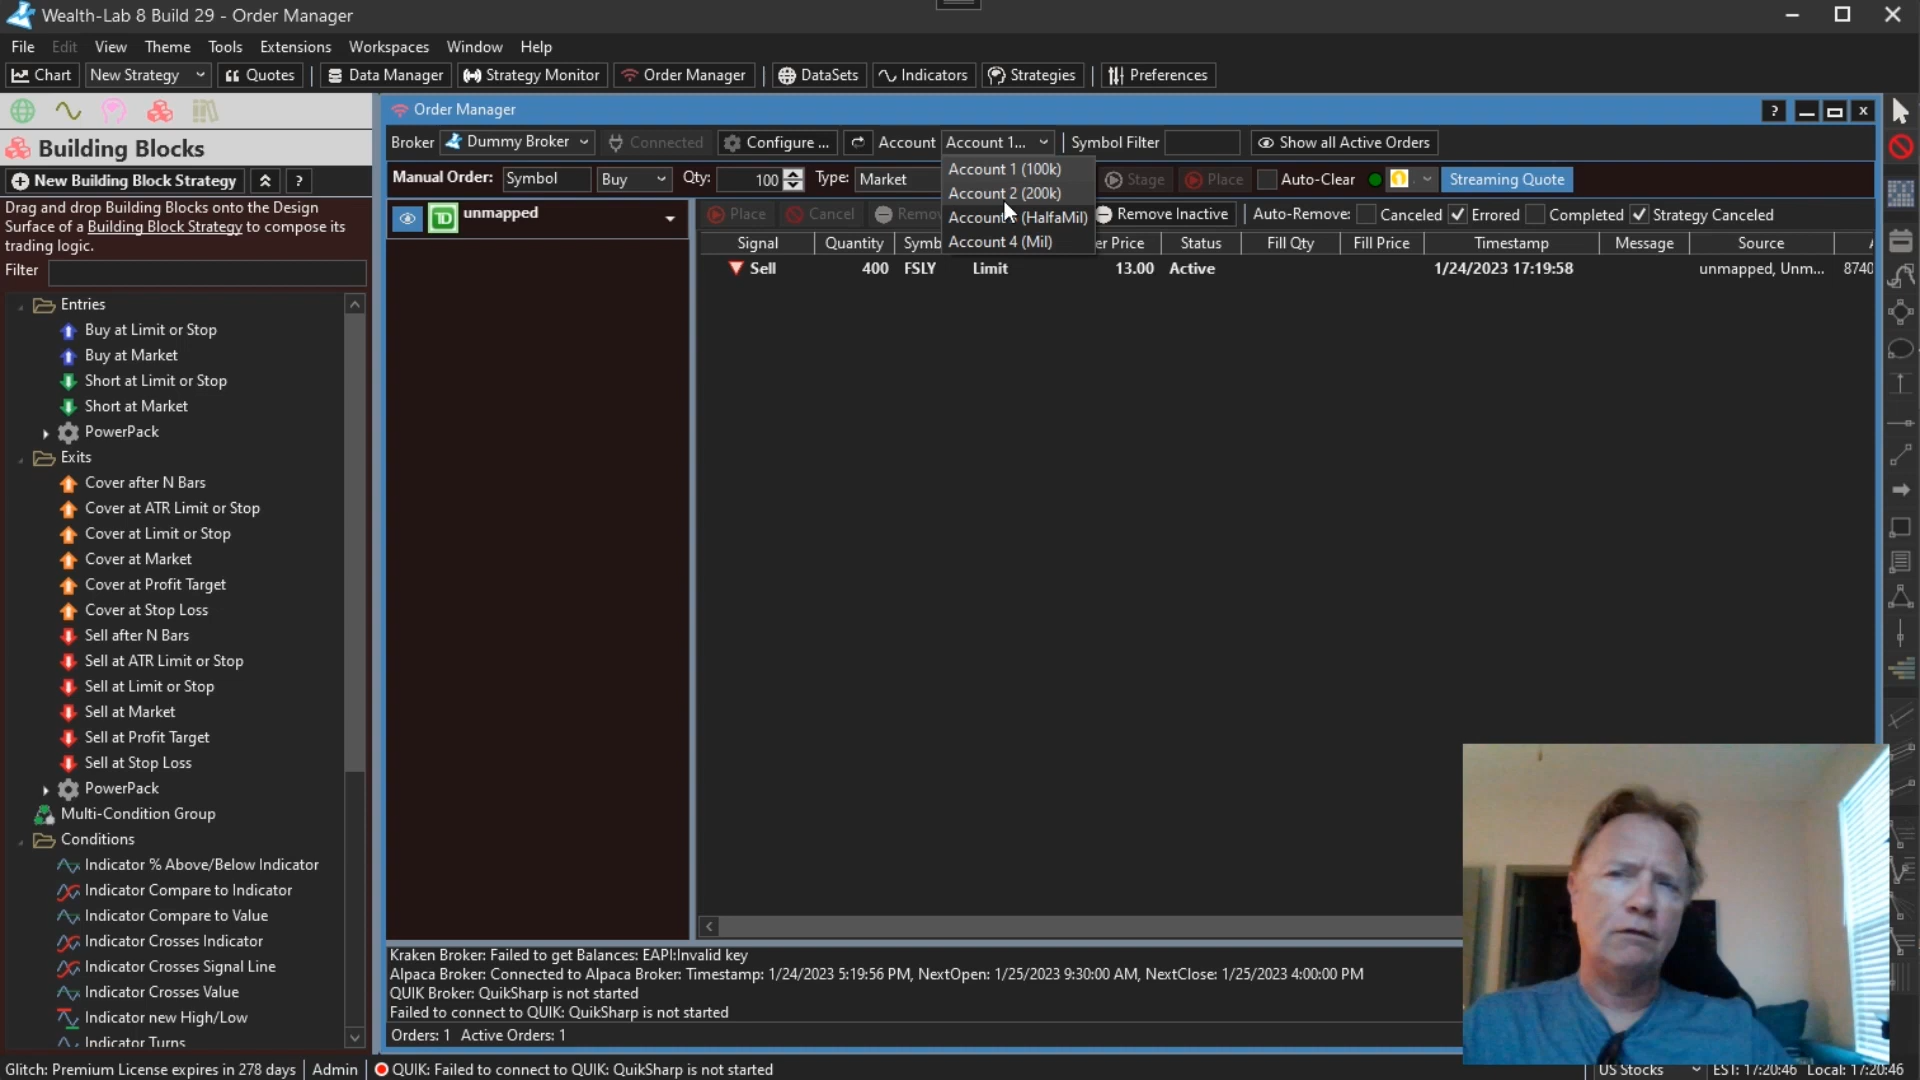 Wealth-Lab 8 Build 29 - Order Manager
File Edit View Theme Tools Extensions Workspaces Window Help
Chart New Strategy Quotes Data Manager Strategy Monitor Order Manager DataSets Indicators Strategies Preferences
Order Manager
?
Building Blocks
Broker Dummy Broker Connected Configure ... Account Account 1... Symbol Filter Show all Active Orders
Account 1 (100k)
Account 2 (200k)
(HalfaMil)
Account 4 (Mil)
New Building Block Strategy ?
Manual Order: Symbol Buy Qty: 100 Type: Market Stage Place Auto-Clear Streaming Quote
Drag and drop Building Blocks onto the Design
Surface of a Building Block Strategy to compose its
trading logic.
Filter
TD unmapped
Place Cancel Remove Inactive Auto-Remove: Canceled Errored Completed Strategy Canceled
Signal Quantity Price Status Fill Qty Fill Price Timestamp Message Source
Sell 400 FSLY Limit 13.00 Active 1/24/2023 17:19:58 unmapped, Unm... 8740
Entries
Buy at Limit or Stop
Buy at Market
Short at Limit or Stop
Short at Market
PowerPack
Exits
Cover after N Bars
Cover at ATR Limit or Stop
Cover at Limit or Stop
Cover at Market
Cover at Profit Target
Cover at Stop Loss
Sell after N Bars
Sell at ATR Limit or Stop
Sell at Limit or Stop
Sell at Market
Sell at Profit Target
Sell at Stop Loss
PowerPack
Multi-Condition Group
Conditions
Indicator % Above/Below Indicator
Indicator Compare to Indicator
Indicator Compare to Value
Indicator Crosses Indicator
Indicator Crosses Signal Line
Indicator Crosses Value
Indicator new High/Low
Indicator Turns
Kraken Broker: Failed to get Balances: EAPI:Invalid key
Alpaca Broker: Connected to Alpaca Broker: Timestamp: 1/24/2023 5:19:56 PM, NextOpen: 1/25/2023 9:30:00 AM, NextClose: 1/25/2023 4:00:00 PM
QUIK Broker: QuikSharp is not started
Failed to connect to QUIK: QuikSharp is not started
Orders: 1 Active Orders: 1
Glitch: Premium License expires in 278 days Admin QUIK: Failed to connect to QUIK: QuikSharp is not started US Stocks EST: 17:20:46 Local: 17:20:46